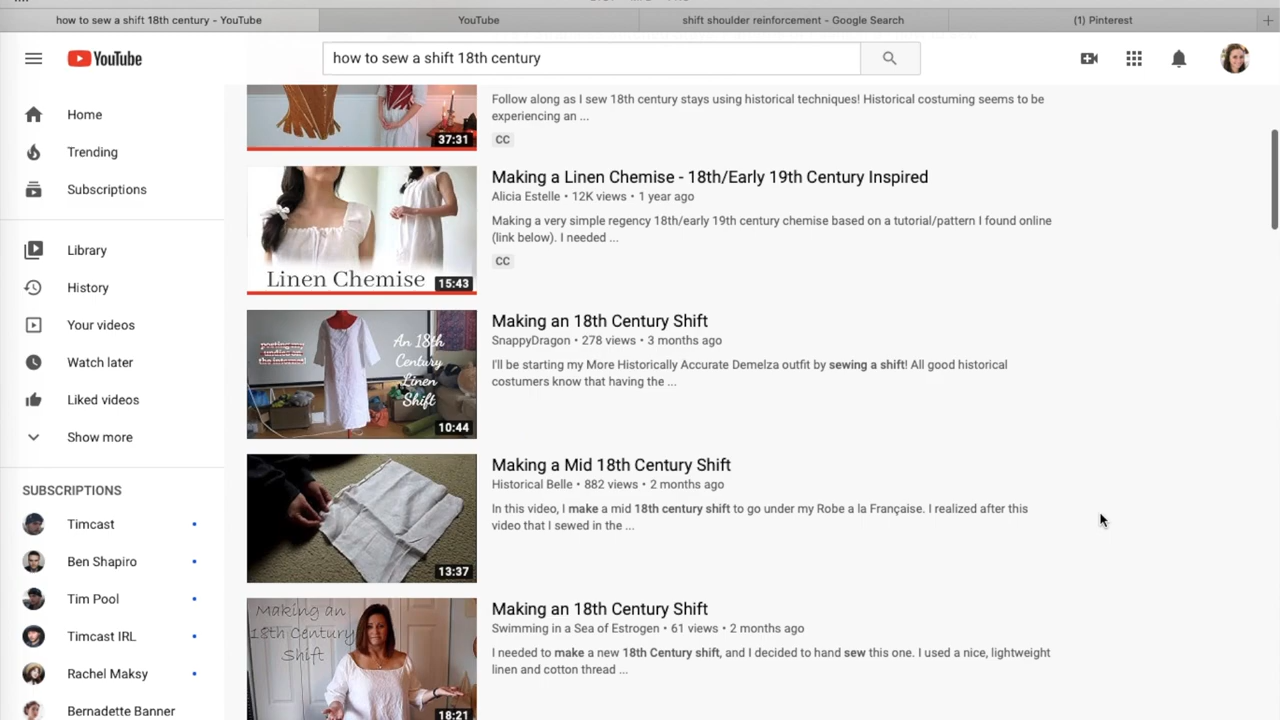 how to sew a shift 18th century - YouTube
YouTube
shift shoulder reinforcement - Google Search
(1) Pinterest
YouTube
how to sew a shift 18th century
Home
Trending
Subscriptions
Library
History
Your videos
Watch later
Liked videos
Show more
SUBSCRIPTIONS
Timcast
Ben Shapiro
Tim Pool
Timcast IRL
Rachel Maksy
Bernadette Banner
37:31
Follow along as I sew 18th century stays using historical techniques! Historical costuming seems to be
experiencing an ...
CC
Linen Chemise
15:43
Making a Linen Chemise - 18th/Early 19th Century Inspired
Alicia Estelle • 12K views • 1 year ago
Making a very simple regency 18th/early 19th century chemise based on a tutorial/pattern I found online
(link below). I needed ...
CC
An 18th
Century
Linen
Shift
10:44
Making an 18th Century Shift
SnappyDragon • 278 views • 3 months ago
I'll be starting my More Historically Accurate Demelza outfit by sewing a shift! All good historical
costumers know that having the ...
13:37
Making a Mid 18th Century Shift
Historical Belle • 882 views • 2 months ago
In this video, I make a mid 18th century shift to go under my Robe a la Française. I realized after this
video that I sewed in the ...
Making an
18th Century
Shift
18:21
Making an 18th Century Shift
Swimming in a Sea of Estrogen • 61 views • 2 months ago
I needed to make a new 18th Century shift, and I decided to hand sew this one. I used a nice, lightweight
linen and cotton thread ...